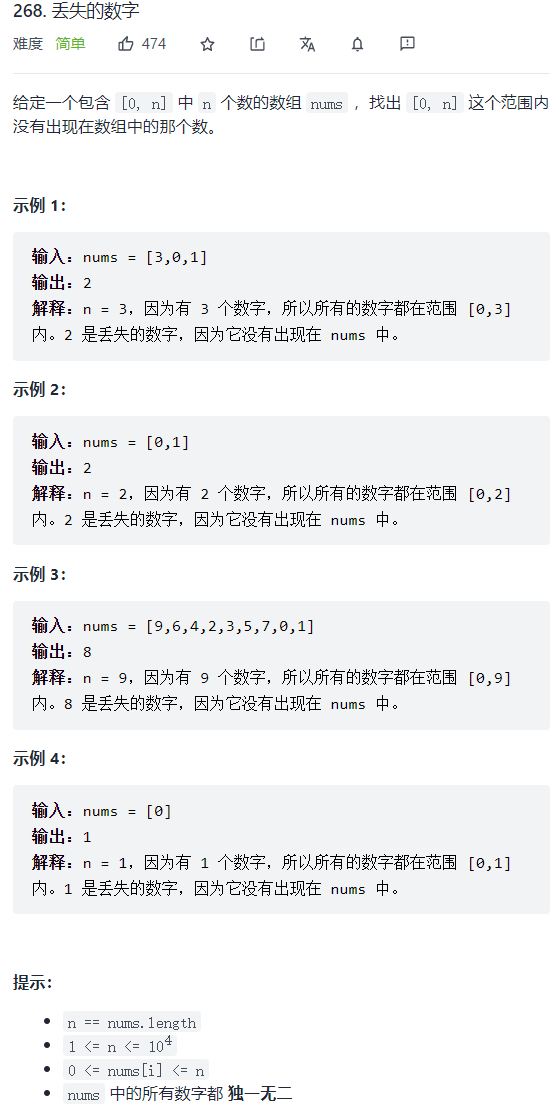 268. 丢失的数字
难度 简单 474
给定一个包含 [0, n] 中 n 个数的数组 nums ，找出 [0, n] 这个范围内
没有出现在数组中的那个数。
示例 1：
输入：nums = [3,0,1]
输出：2
解释：n = 3，因为有 3 个数字，所以所有的数字都在范围 [0,3]
内。2 是丢失的数字，因为它没有出现在 nums 中。
示例 2：
输入：nums = [0,1]
输出：2
解释：n = 2，因为有 2 个数字，所以所有的数字都在范围 [0,2]
内。2 是丢失的数字，因为它没有出现在 nums 中。
示例 3：
输入：nums = [9,6,4,2,3,5,7,0,1]
输出：8
解释：n = 9，因为有 9 个数字，所以所有的数字都在范围 [0,9]
内。8 是丢失的数字，因为它没有出现在 nums 中。
示例 4：
输入：nums = [0]
输出：1
解释：n = 1，因为有 1 个数字，所以所有的数字都在范围 [0,1]
内。1 是丢失的数字，因为它没有出现在 nums 中。
提示：
n == nums.length
1 <= n <= 10⁴
0 <= nums[i] <= n
nums 中的所有数字都 独一无二